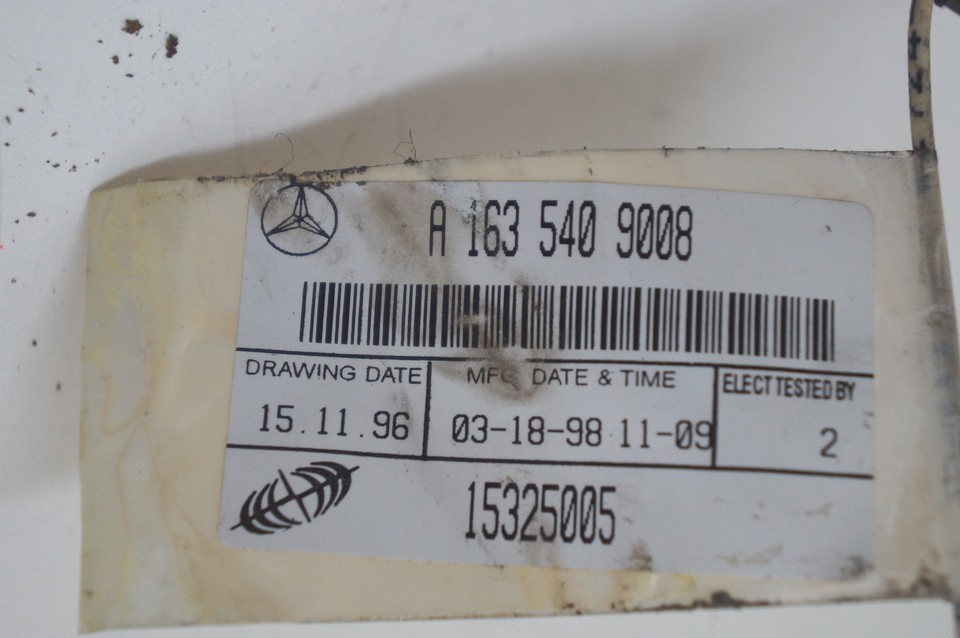 A 163 540 9008
DRAWING DATE
15.11.96
MFG DATE & TIME
03-18-98 11-09
ELECT TESTED BY
2
15325005